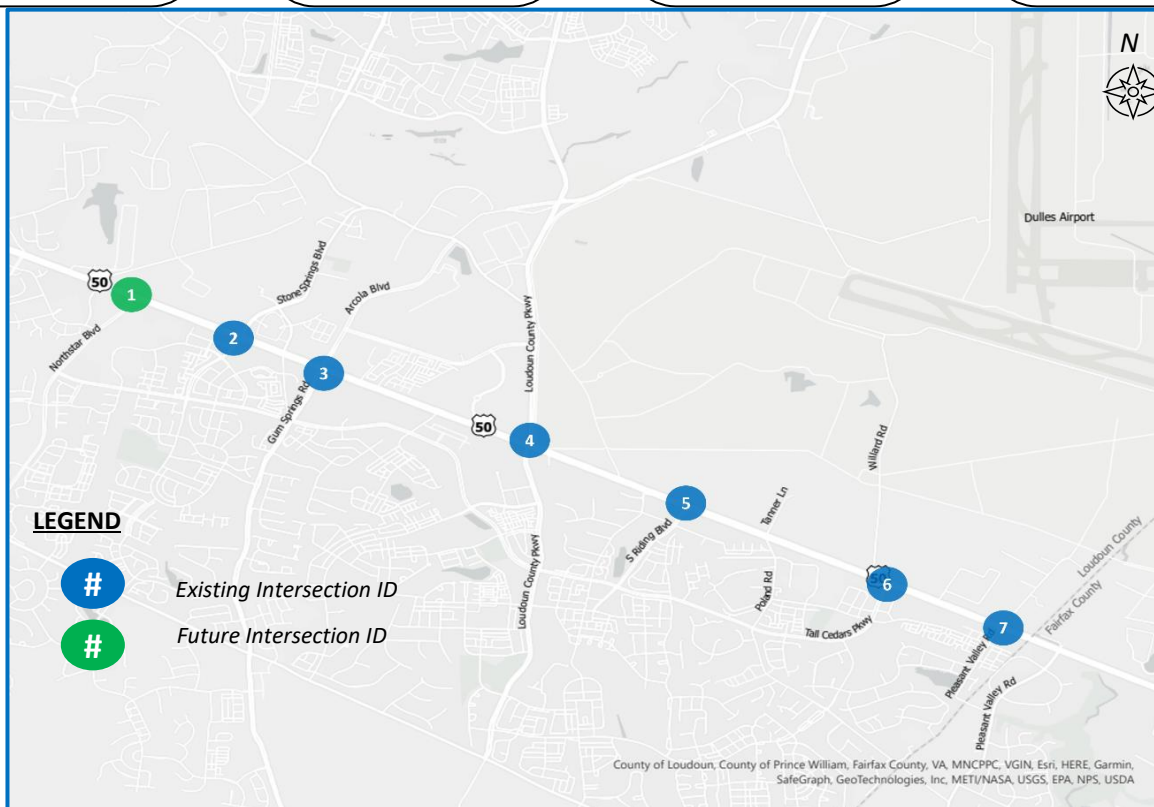 N
Dulles Airport
50
1
Stone Springs Blvd
Arcola Blvd
Loudoun County Pkwy
Northstar Blvd
2
3
Gum Springs Rd
50
4
Willard Rd
5
Tanner Ln
S Riding Blvd
LEGEND
# Existing Intersection ID
# Future Intersection ID
Loudoun County Pkwy
Poland Rd
Tall Cedars Pkwy
50
6
7
Loudoun County
Fairfax County
Pleasant Valley Rd
Pleasant Valley Rd
County of Loudoun, County of Prince William, Fairfax County, VA, MNCPPC, VGIN, Esri, HERE, Garmin,
SafeGraph, GeoTechnologies, Inc, METI/NASA, USGS, EPA, NPS, USDA